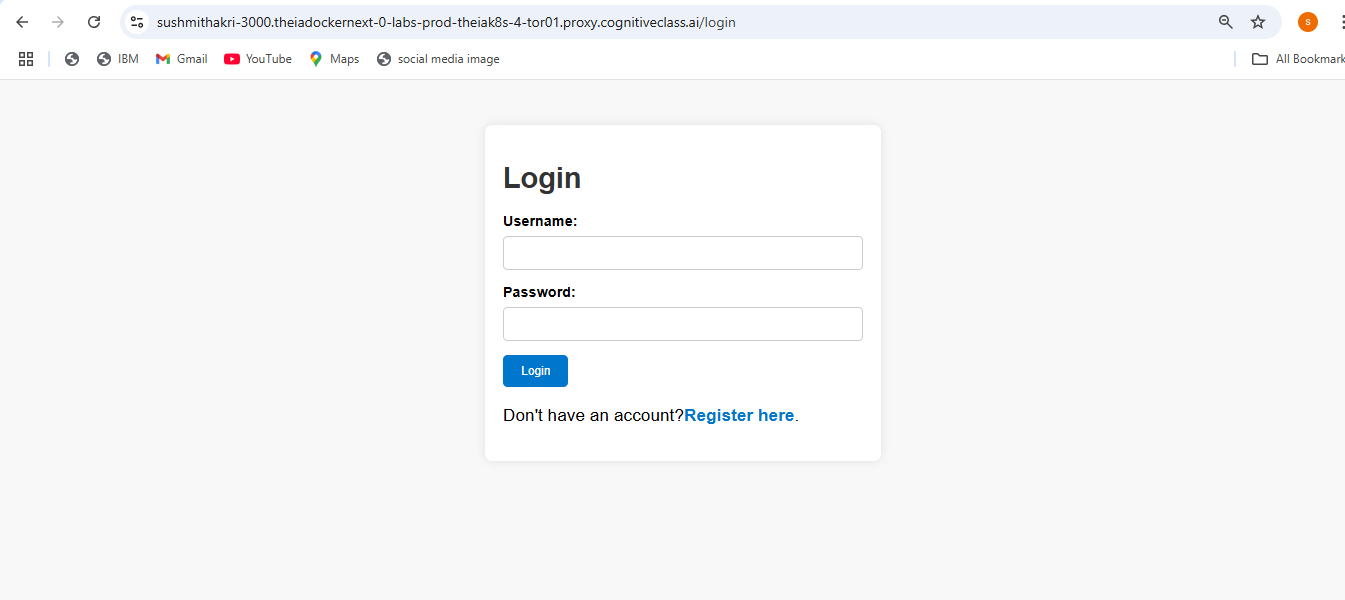 sushmithakri-3000.theiadockernext-0-labs-prod-theiak8s-4-tor01.proxy.cognitiveclass.ai/login
s
IBM Gmail YouTube Maps social media image All Bookmark
Login
Username:
Password:
Login
Don't have an account?Register here.